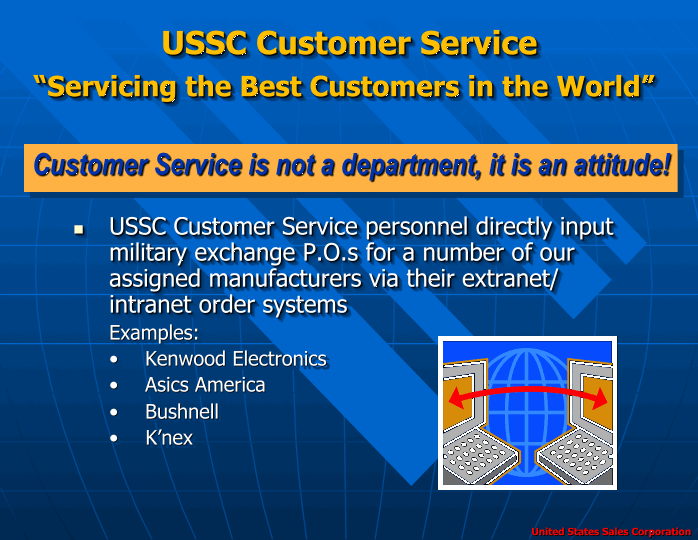 USSC Customer Service
“Servicing the Best Customers in the World”
Customer Service is not a department, it is an attitude!
USSC Customer Service personnel directly input
military exchange P.O.s for a number of our
assigned manufacturers via their extranet/
intranet order systems
Examples:
• Kenwood Electronics
• Asics America
• Bushnell
• K’nex
United States Sales Corporation